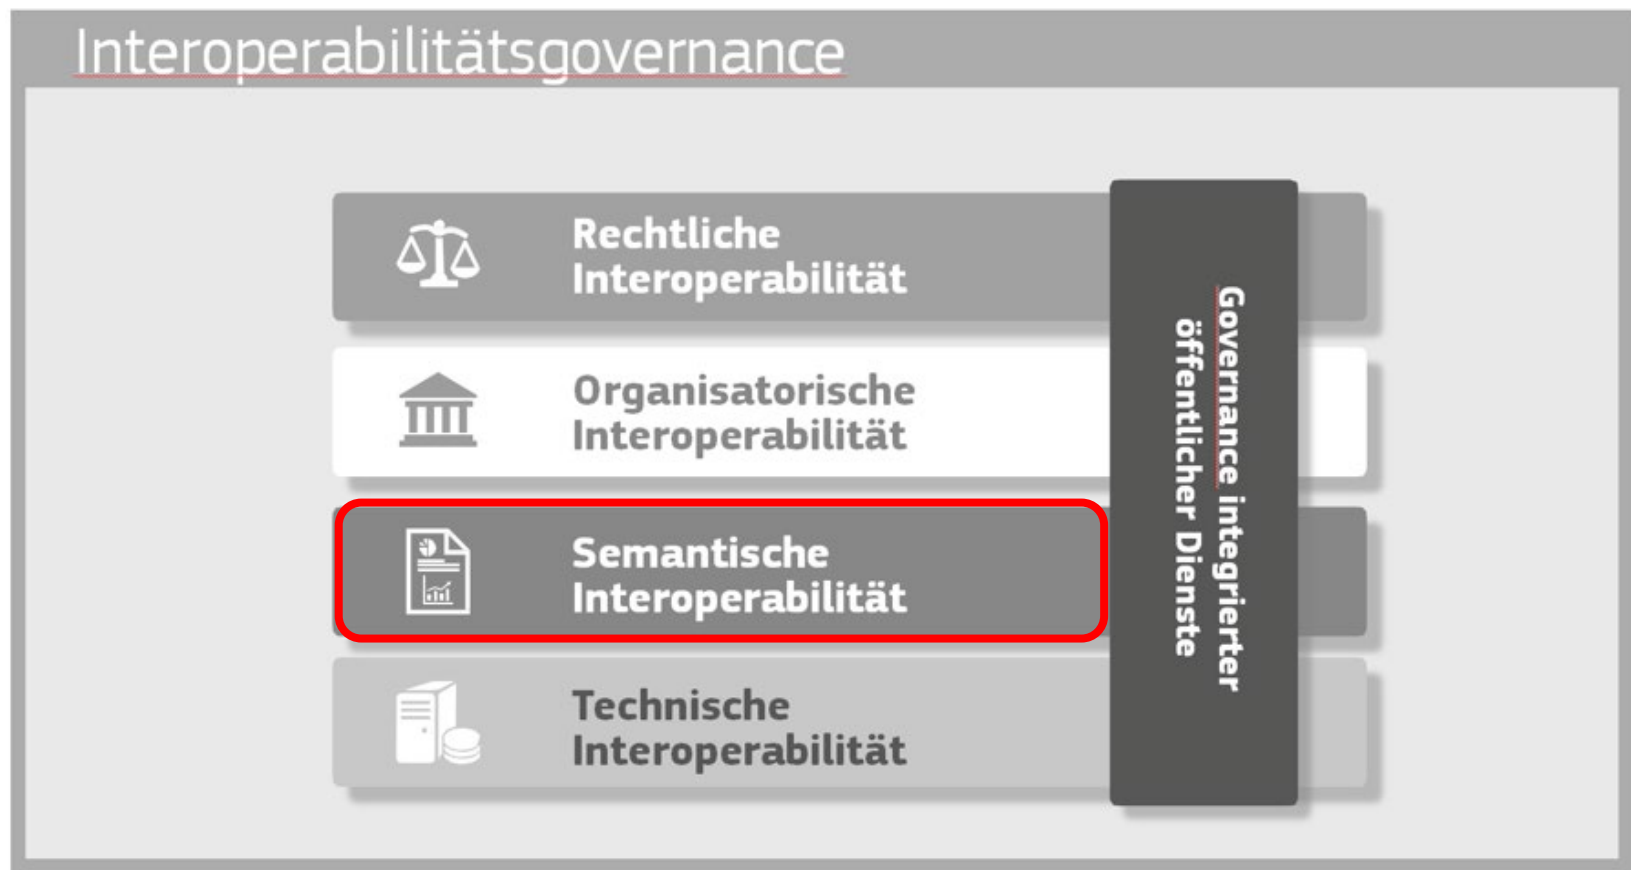 Interoperabilitätsgovernance
Rechtliche
Interoperabilität
Organisatorische
Interoperabilität
Semantische
Interoperabilität
Technische
Interoperabilität
Governance integrierter
öffentlicher Dienste